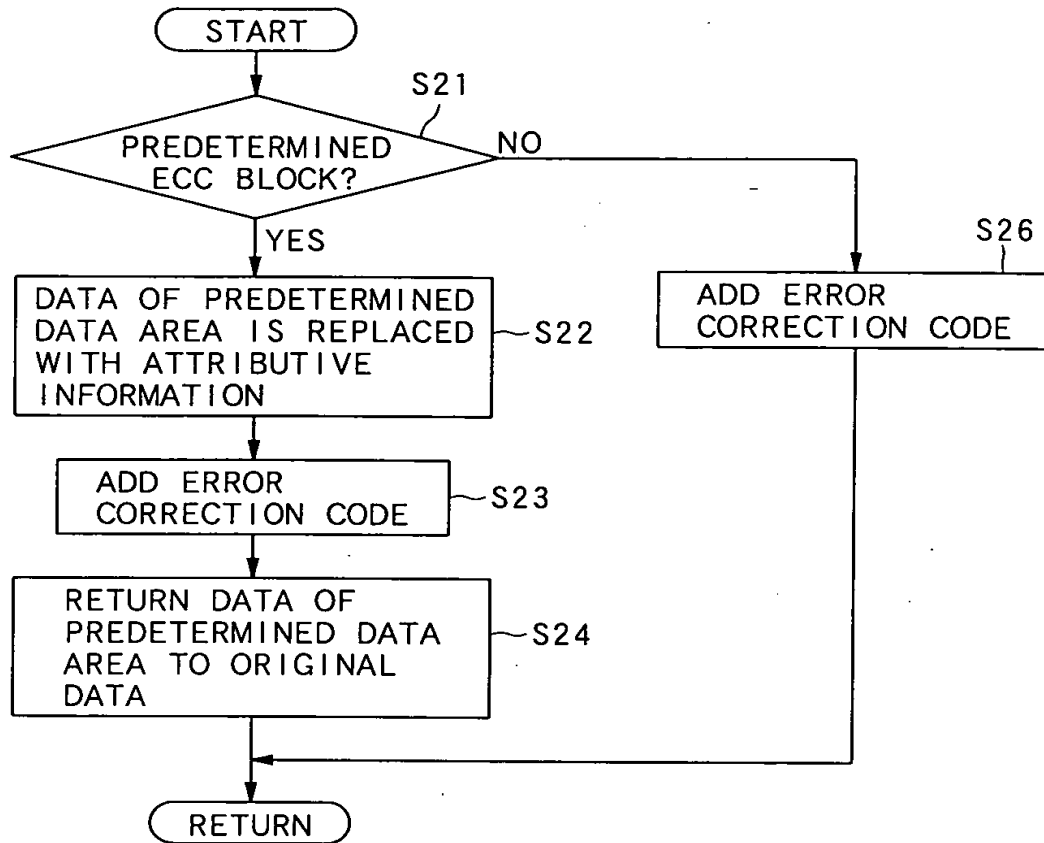 START
S21
PREDETERMINED
ECC BLOCK?
NO
YES
S26
DATA OF PREDETERMINED
DATA AREA IS REPLACED
WITH ATTRIBUTIVE
INFORMATION
S22
ADD ERROR
CORRECTION CODE
ADD ERROR
CORRECTION CODE
S23
RETURN DATA OF
PREDETERMINED DATA
AREA TO ORIGINAL
DATA
S24
RETURN